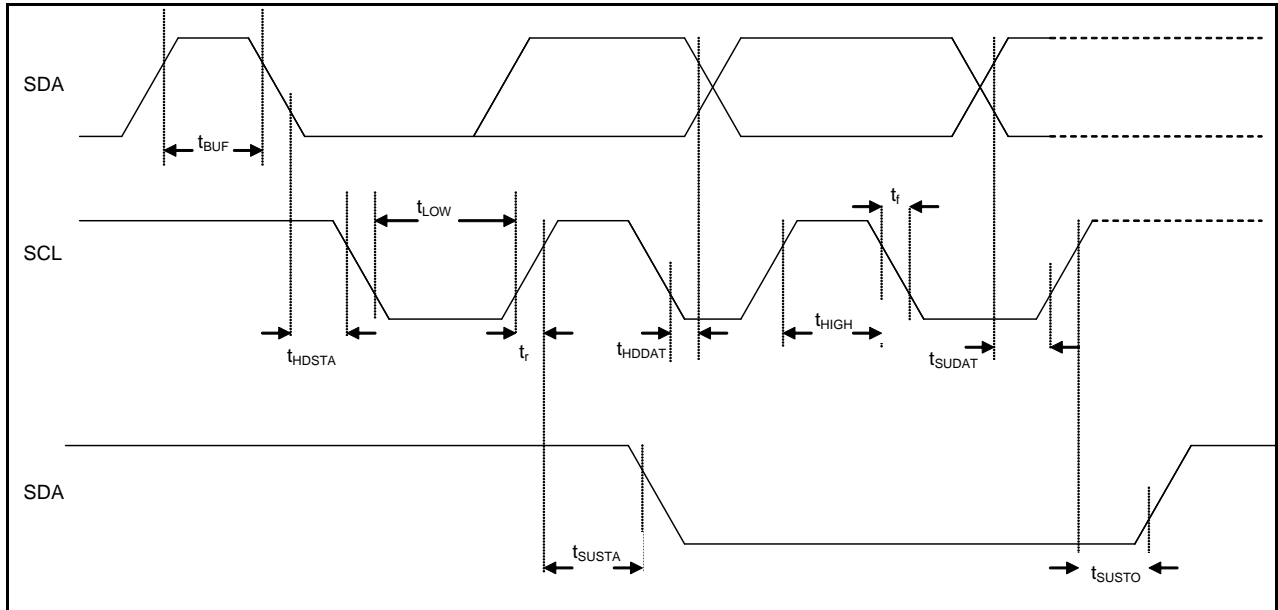 SDA
tBUF
tLOW
tf
SCL
tHDSTA
tr
tHDDAT
tHIGH
tSUDAT
SDA
tSUSTA
tSUSTO